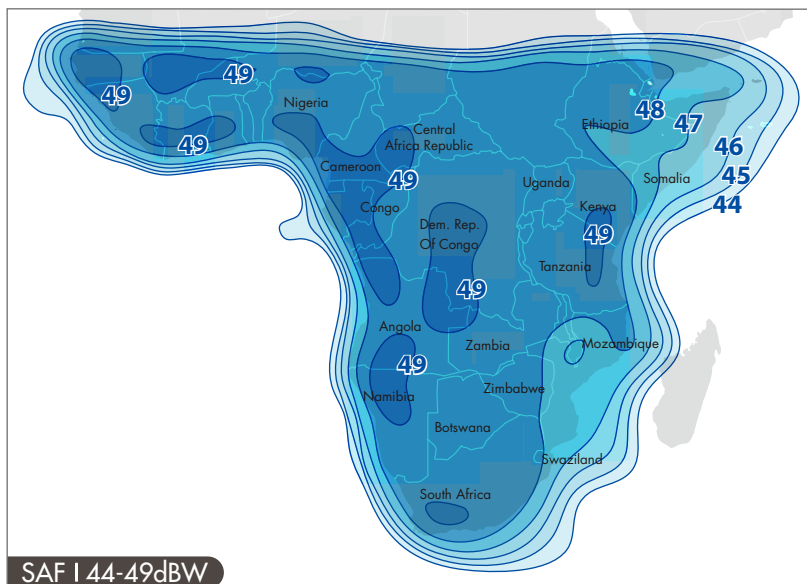 49
49
48
47
46
45
44
49
49
49
49
49
Nigeria
Ethiopia
Central
Africa Republic
Cameroon
Uganda
Somalia
Congo
Kenya
Dem. Rep.
Of Congo
Tanzania
Angola
Zambia
Mozambique
Namibia
Zimbabwe
Botswana
Swaziland
South Africa
SAF I 44-49dBW